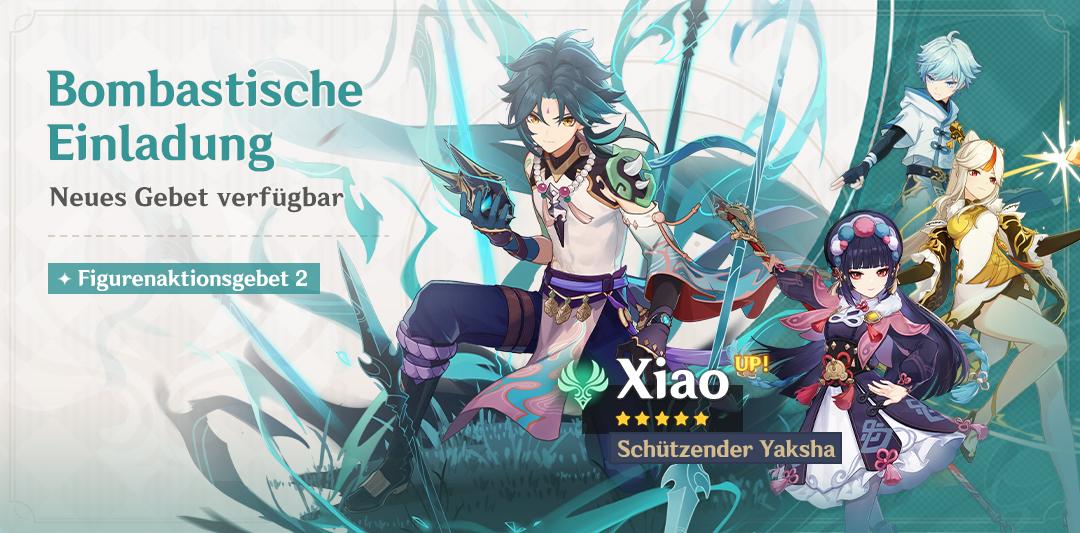 Bombastische
Einladung
Neues Gebet verfügbar
Figurenaktionsgebet 2
Xiao UP!
Schützender Yaksha